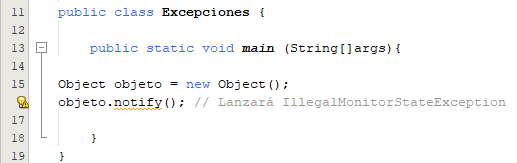 11 public class Excepciones {
12
13 public static void main (String[]args){
14
15 Object objeto = new Object();
objeto.notify(); // Lanzará IllegalMonitorStateException
17
18 }
19 }